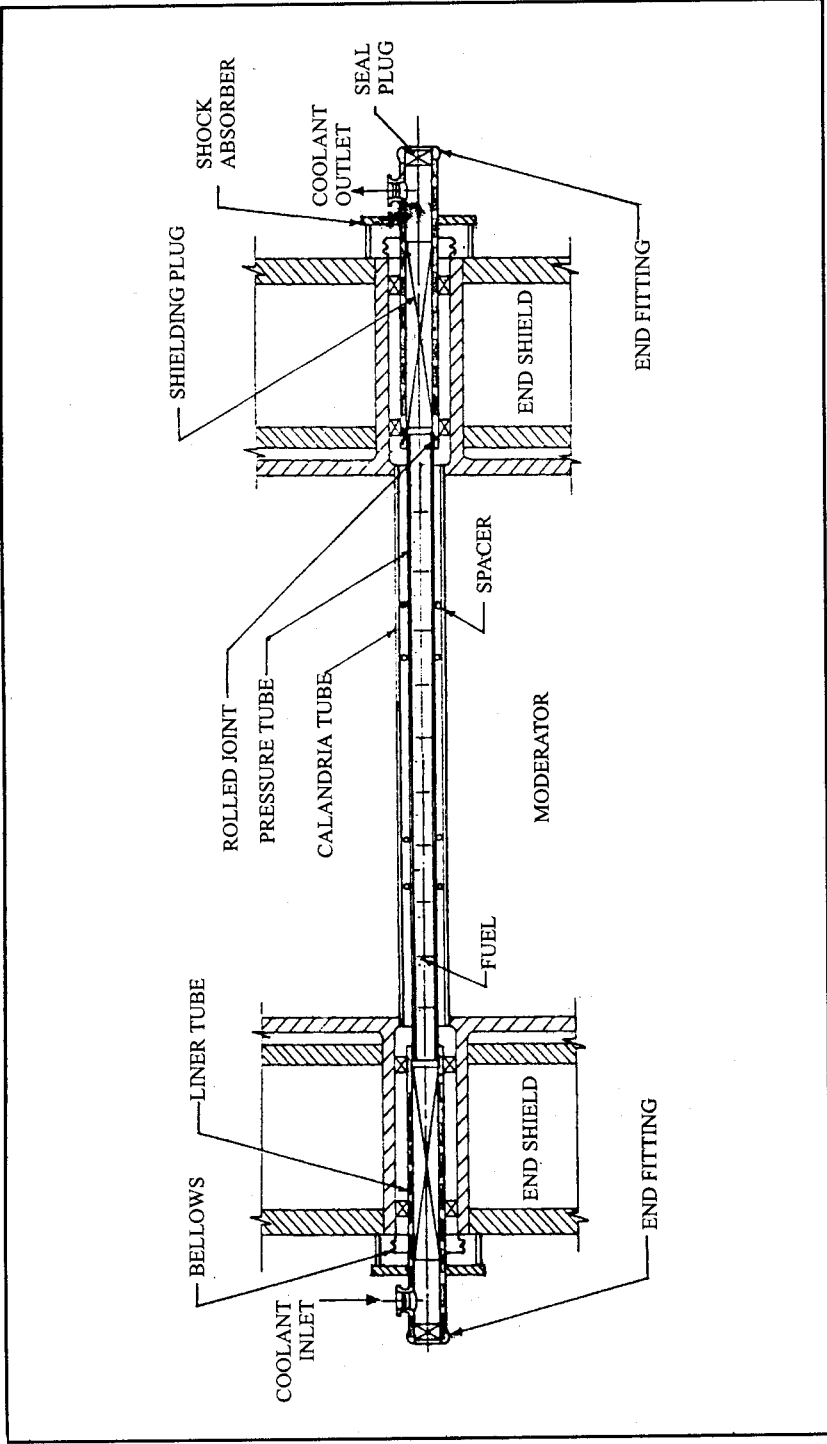 SHOCK
ABSORBER
COOLANT
OUTLET
SEAL
PLUG
SHIELDING PLUG
END SHIELD
END FITTING
ROLLED JOINT
PRESSURE TUBE
CALANDRIA TUBE
SPACER
MODERATOR
FUEL
LINER TUBE
BELLOWS
COOLANT
INLET
END SHIELD
END FITTING